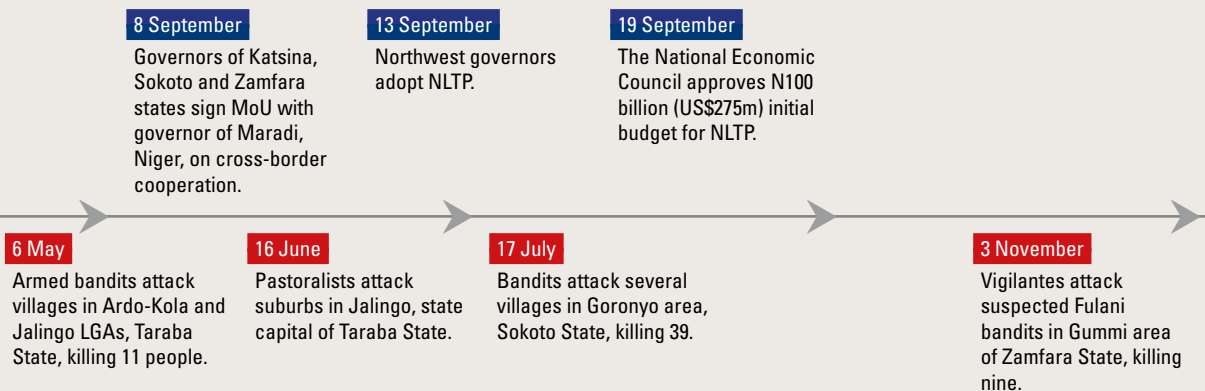 8 September
Governors of Katsina,
Sokoto and Zamfara
states sign MoU with
governor of Maradi,
Niger, on cross-border
cooperation.
13 September
Northwest governors
adopt NLTP.
19 September
The National Economic
Council approves N100
billion (US$275m) initial
budget for NLTP.
6 May
Armed bandits attack
villages in Ardo-Kola and
Jalingo LGAs, Taraba
State, killing 11 people.
16 June
Pastoralists attack
suburbs in Jalingo, state
capital of Taraba State.
17 July
Bandits attack several
villages in Goronyo area,
Sokoto State, killing 39.
3 November
Vigilantes attack
suspected Fulani
bandits in Gummi area
of Zamfara State, killing
nine.